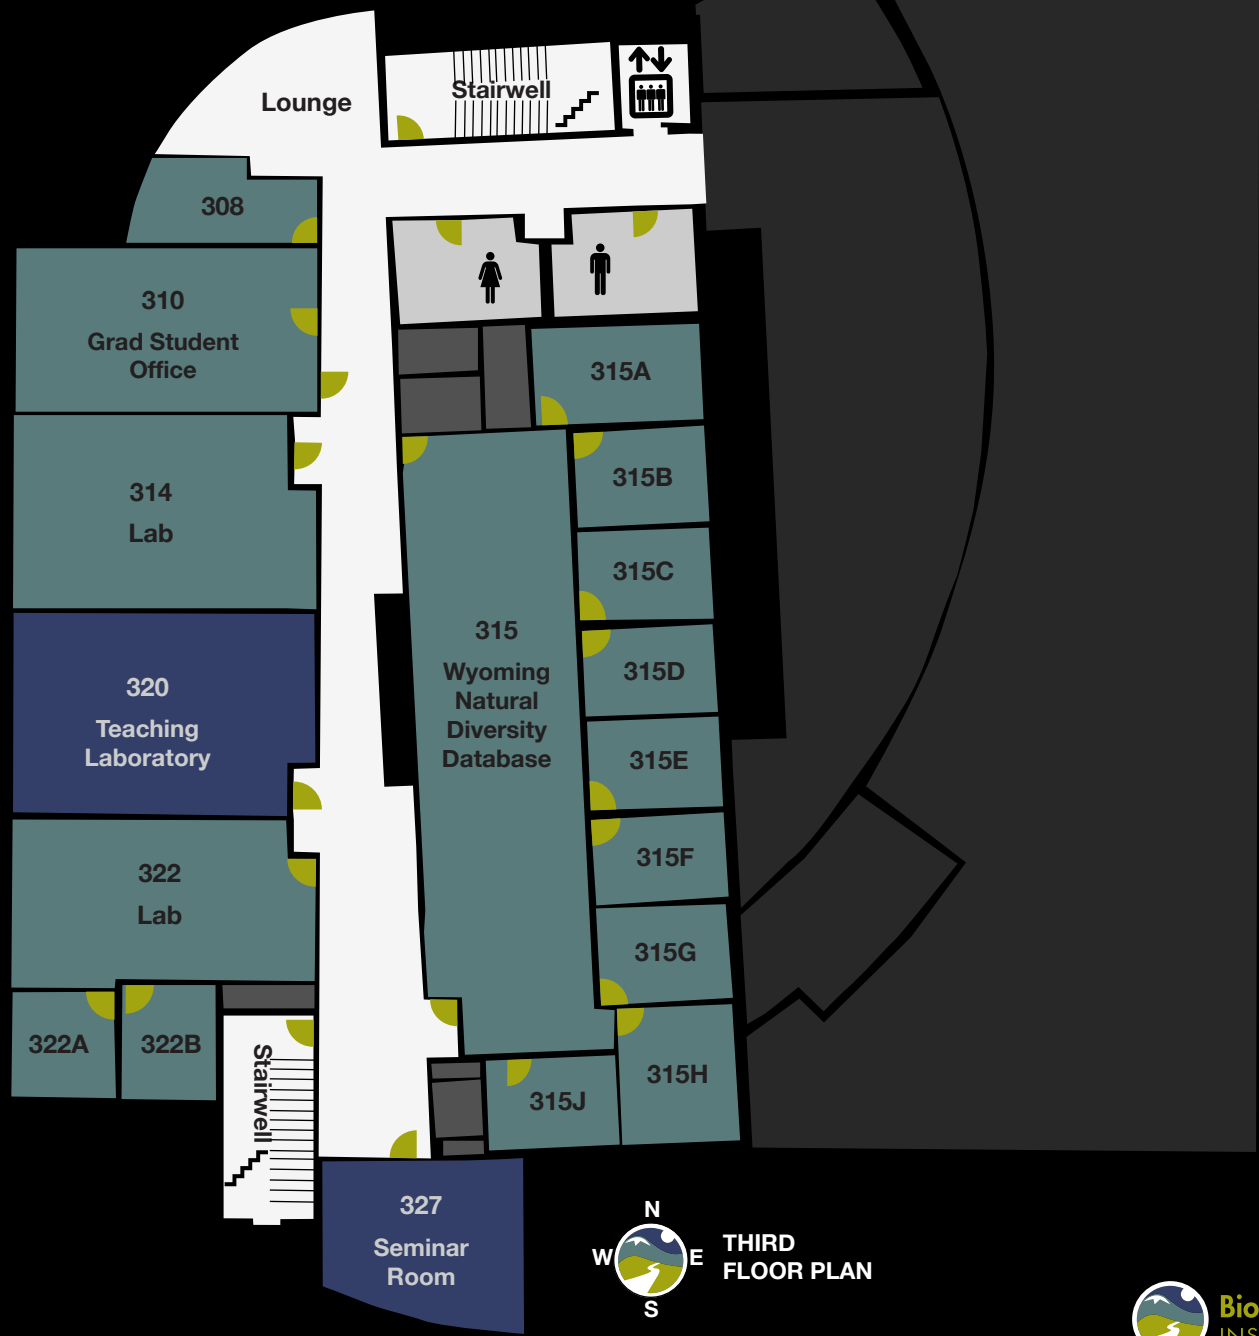 Lounge
Stairwell
308
310
Grad Student
Office
315A
314
Lab
315B
315C
315
Wyoming
Natural
Diversity
Database
315D
320
Teaching
Laboratory
315E
322
Lab
315F
315G
322A
322B
Stairwell
315J
315H
327
Seminar
Room
N
W
E
S
THIRD
FLOOR PLAN
Bio
INS